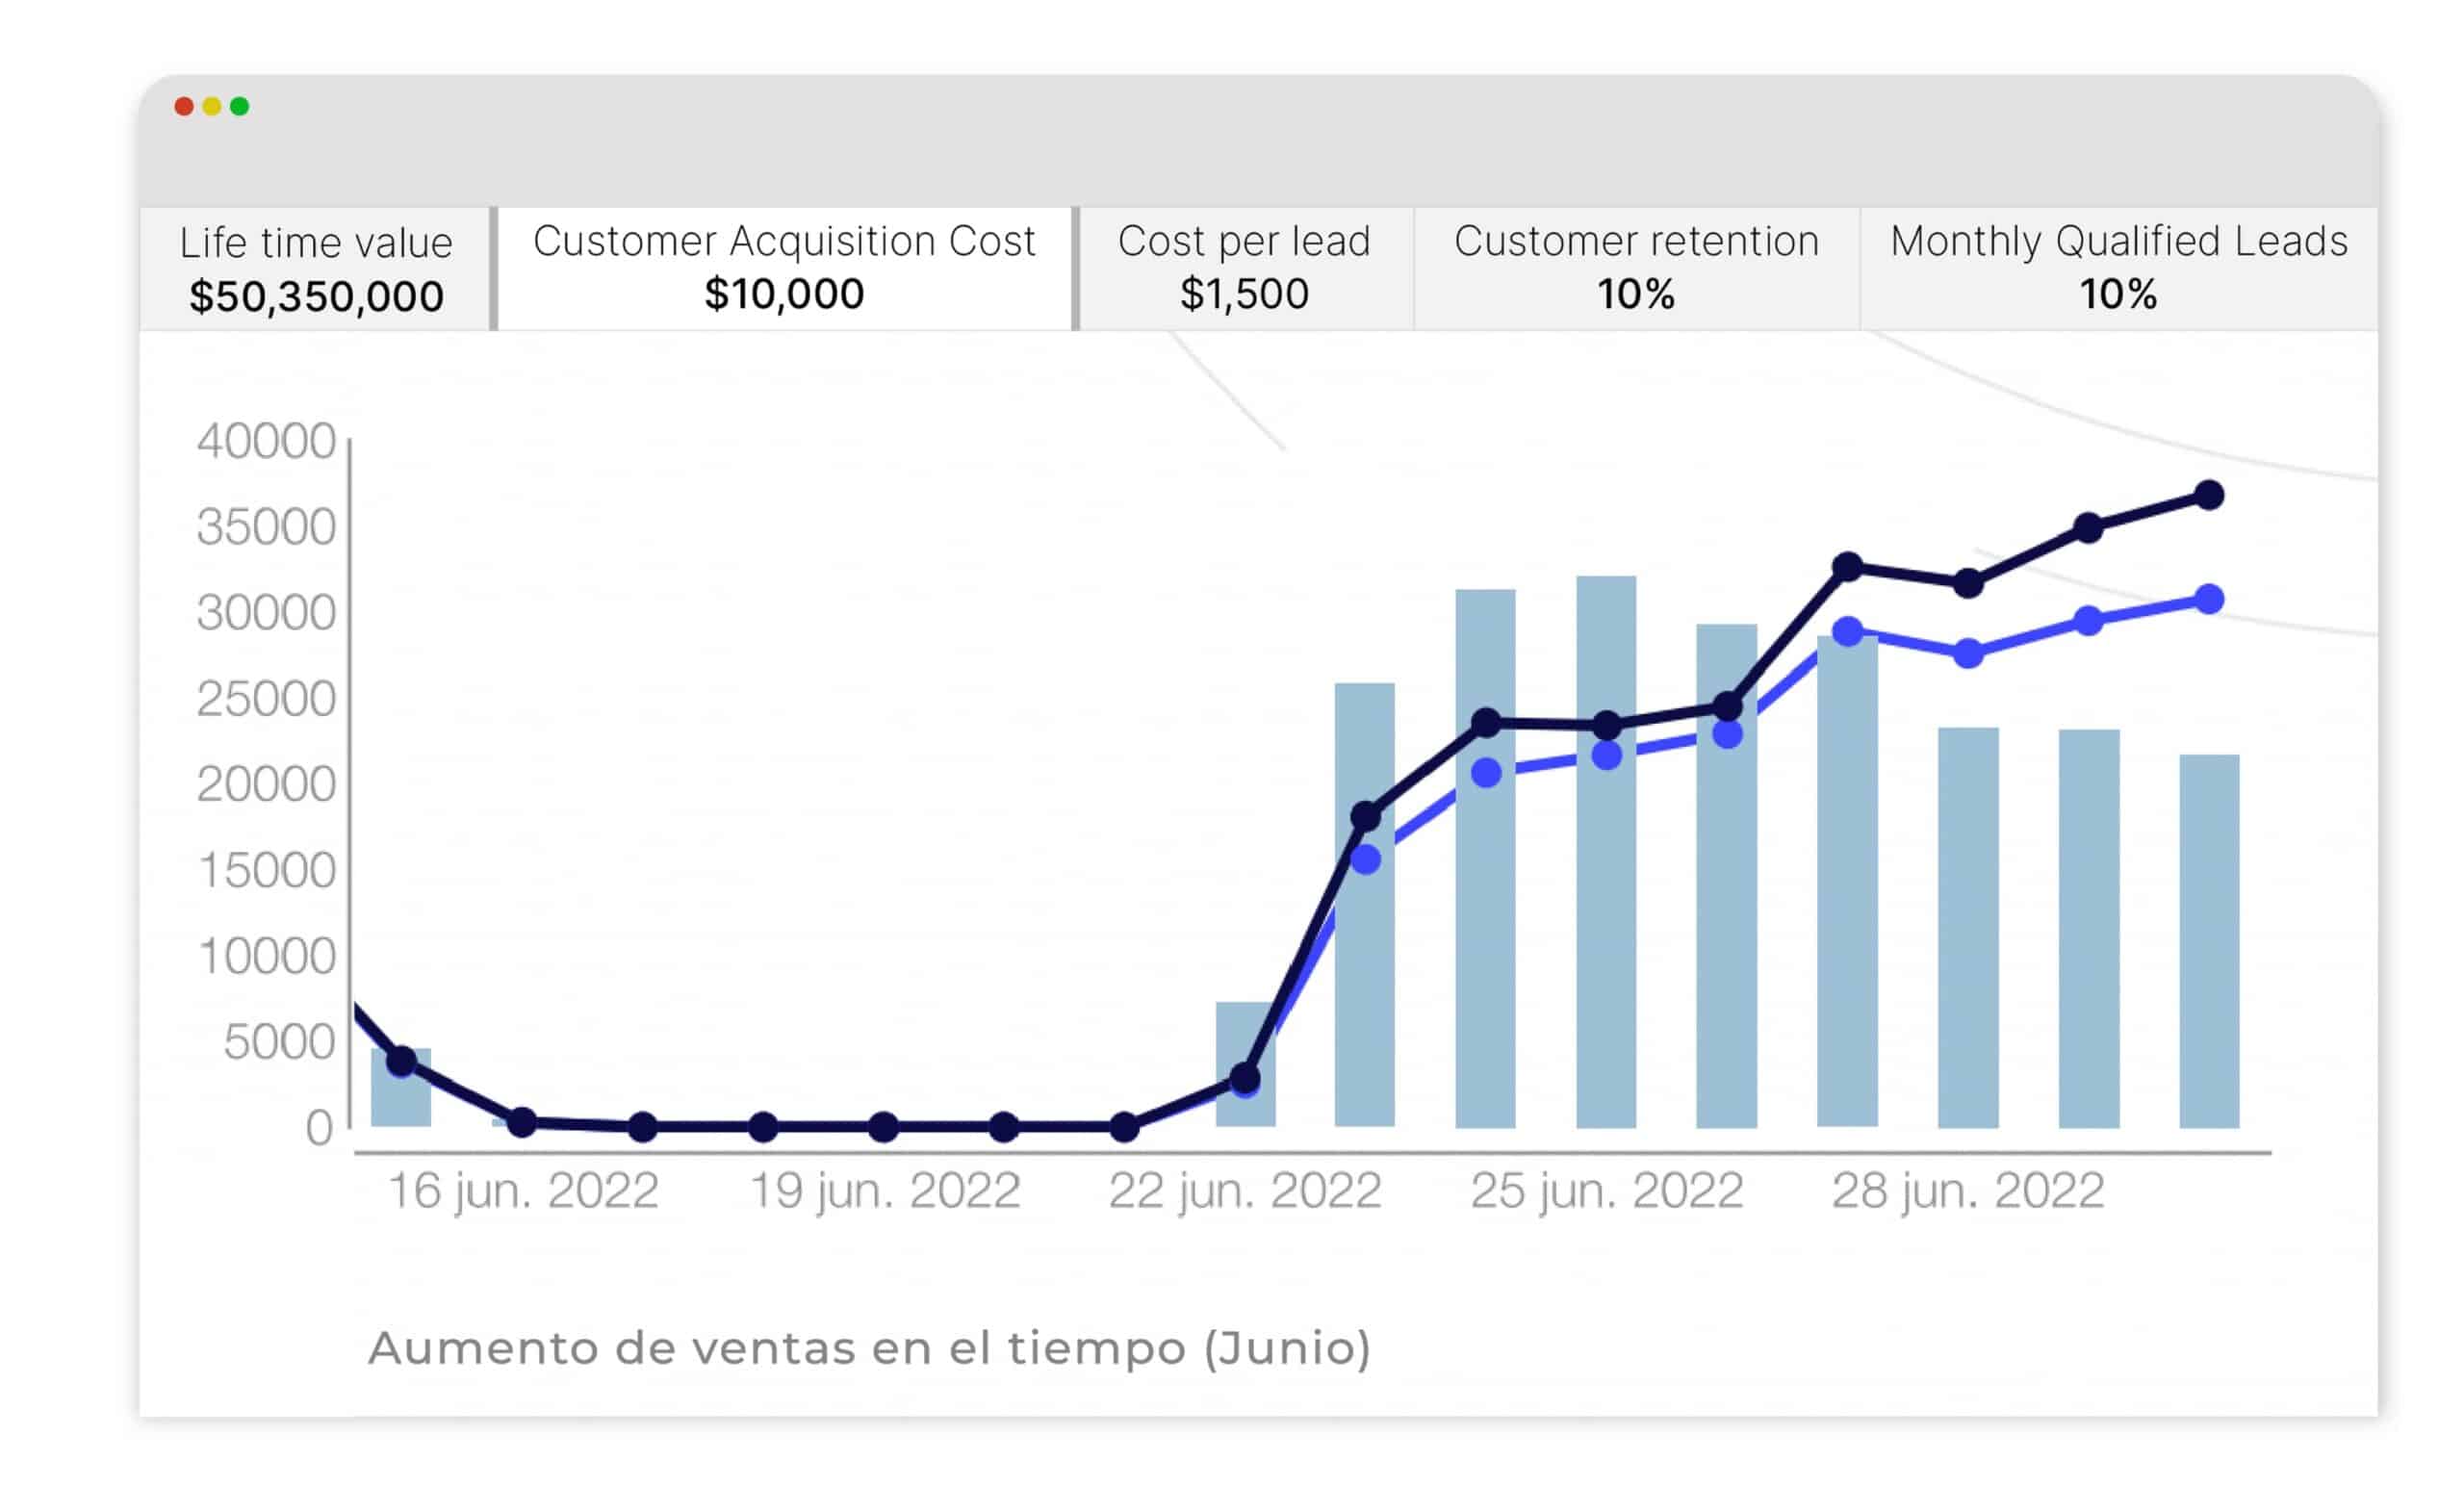 Life time value
$50,350,000
Customer Acquisition Cost
$10,000
Cost per lead
$1,500
Customer retention
10%
Monthly Qualified Leads
10%
40000
35000
30000
25000
20000
15000
10000
5000
0
16 jun. 2022
19 jun. 2022
22 jun. 2022
25 jun. 2022
28 jun. 2022
Aumento de ventas en el tiempo (Junio)